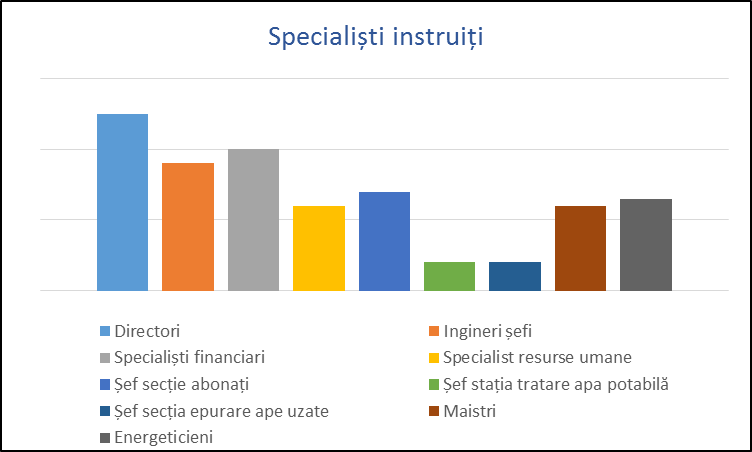 Specialiști instruiți
Directori
Ingineri șefi
Specialiști financiari
Specialist resurse umane
Șef secție abonați
Șef stația tratare apa potabilă
Șef secția epurare ape uzate
Maistri
Energeticieni